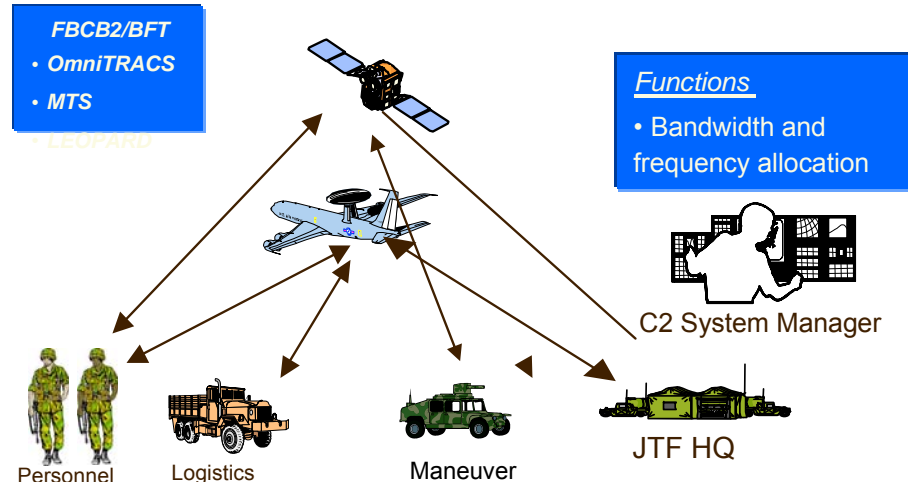 FBCB2/BFT
• OmniTRACS
• MTS
• LEOPARD
Functions
• Bandwidth and
frequency allocation
C2 System Manager
JTF HQ
Personnel
Logistics
Maneuver